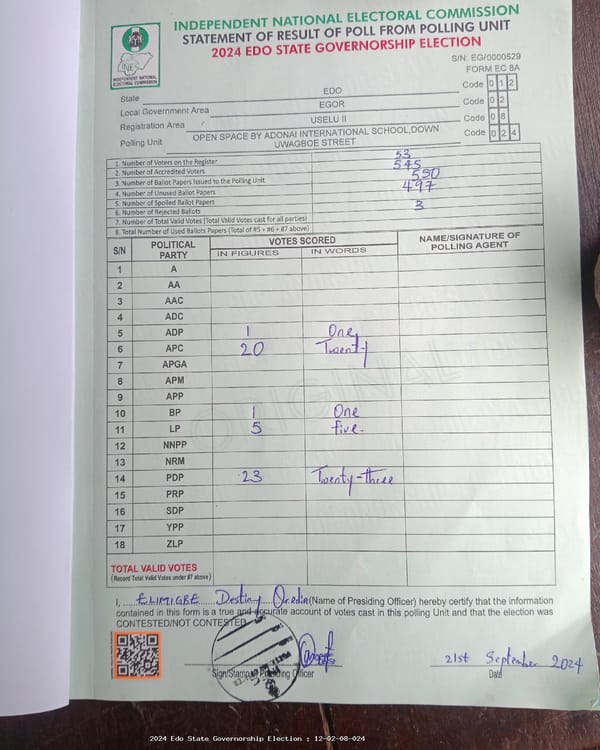 INDEPENDENT NATIONAL ELECTORAL COMMISSION
STATEMENT OF RESULT OF POLL FROM POLLING UNIT
2024 EDO STATE GOVERNORSHIP ELECTION
S/N: EG/0000529
FORM EC 8A
INDEPENDENT NATIONAL ELECTORAL COMMISSION
State EDO Code 0 1 2
Local Government Area EGOR Code 0 2
Registration Area USELU II Code 0 8
Polling Unit OPEN SPACE BY ADONAI INTERNATIONAL SCHOOL,DOWN UWAGBOE STREET Code 0 2 4
53
1. Number of Voters on the Register 545
2. Number of Accredited Voters 550
3. Number of Ballot Papers Issued to the Polling Unit 497
4. Number of Unused Ballot Papers
5. Number of Spoiled Ballot Papers 3
6. Number of Rejected Ballots
7. Number of Total Valid Votes (Total Valid Votes cast for all parties)
8. Total Number of Used Ballots Papers (Total of #5 + #6 + #7 above)
S/N POLITICAL PARTY VOTES SCORED NAME/SIGNATURE OF POLLING AGENT
IN FIGURES IN WORDS
1 A
2 AA
3 AAC
4 ADC
5 ADP 1 One
6 APC 20 Twenty
7 APGA
8 APM
9 APP
10 BP 1 One
11 LP 5 five.
12 NNPP
13 NRM
14 PDP 23 Twenty-three
15 PRP
16 SDP
17 YPP
18 ZLP
TOTAL VALID VOTES
(Record Total Valid Votes under #7 above)
I, ELIMIGBE Destiny (Name of Presiding Officer) hereby certify that the information
contained in this form is a true and accurate account of votes cast in this polling Unit and that the election was
CONTESTED/NOT CONTESTED
21st September 2024
Sign/Stamp of Presiding Officer Date
ORIGINAL
2024 Edo State Governorship Election : 12-02-08-024